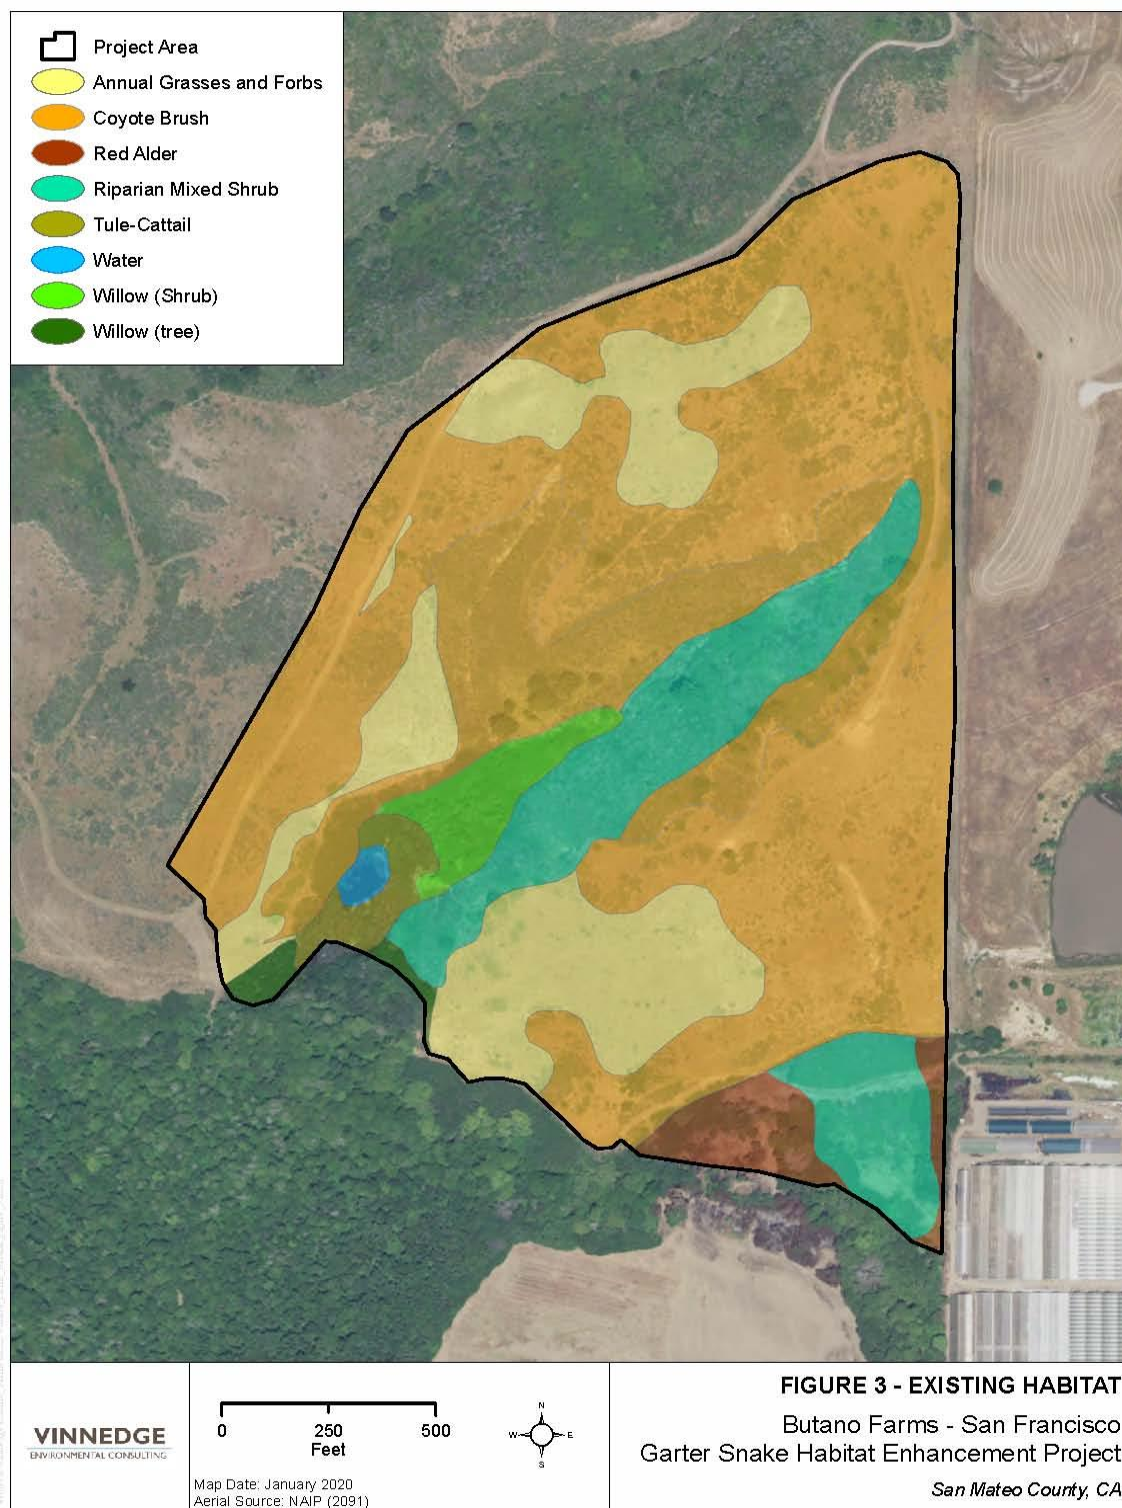 Project Area
Annual Grasses and Forbs
Coyote Brush
Red Alder
Riparian Mixed Shrub
Tule-Cattail
Water
Willow (Shrub)
Willow (tree)
VINNEDGE
ENVIRONMENTAL CONSULTING
0 250 500
Feet
Map Date: January 2020
Aerial Source: NAIP (2091)
N
W E
S
FIGURE 3 - EXISTING HABITAT
Butano Farms - San Francisco
Garter Snake Habitat Enhancement Project
San Mateo County, CA